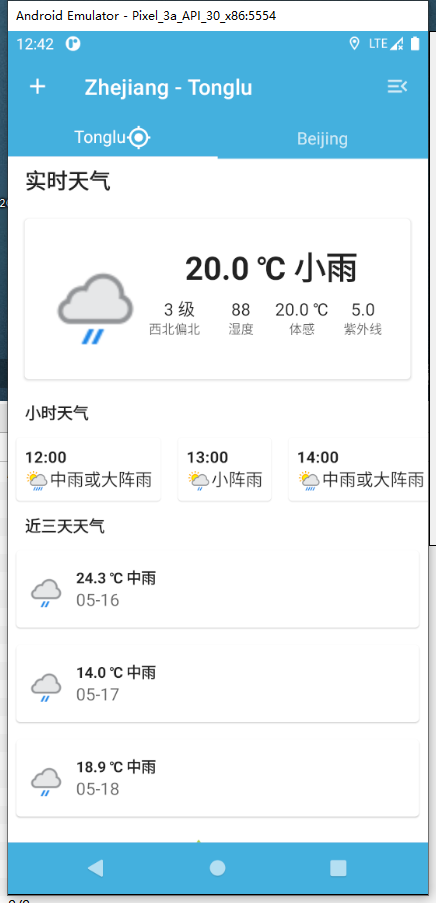 Android Emulator - Pixel_3a_API_30_x86:5554
12:42 LTE
Zhejiang - Tonglu
Tonglu Beijing
实时天气
20.0 ℃ 小雨
3 级 88 20.0 ℃ 5.0
西北偏北 湿度 体感 紫外线
小时天气
12:00 13:00 14:00
中雨或大阵雨 小阵雨 中雨或大阵雨
近三天天气
24.3 ℃ 中雨
05-16
14.0 ℃ 中雨
05-17
18.9 ℃ 中雨
05-18